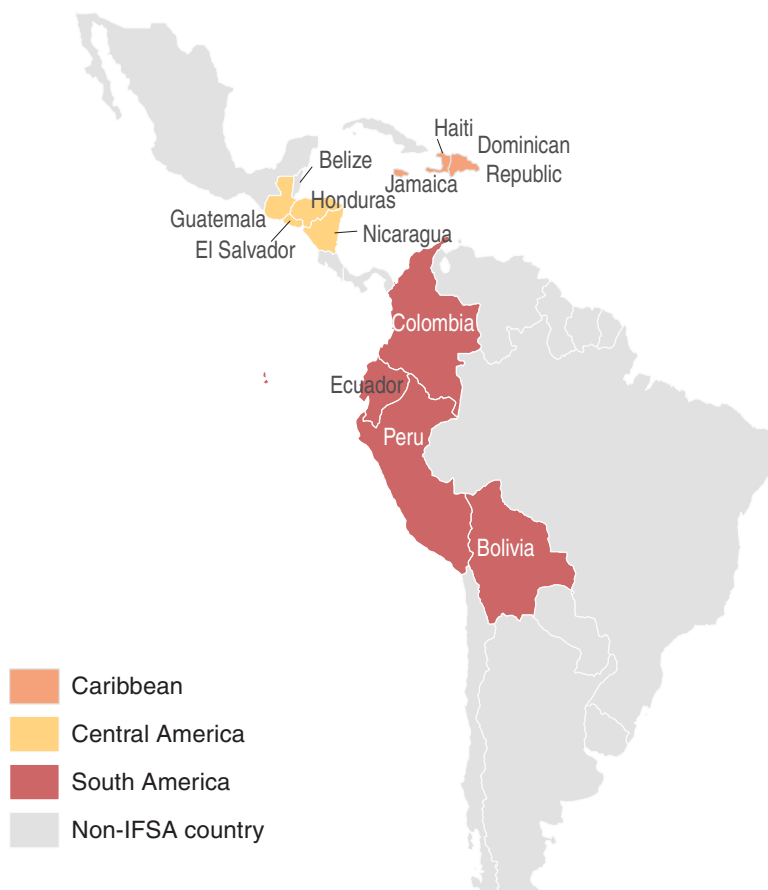 Haiti
Dominican
Republic
Belize
Jamaica
Honduras
Guatemala
Nicaragua
El Salvador
Colombia
Ecuador
Peru
Bolivia
Caribbean
Central America
South America
Non-IFSA country